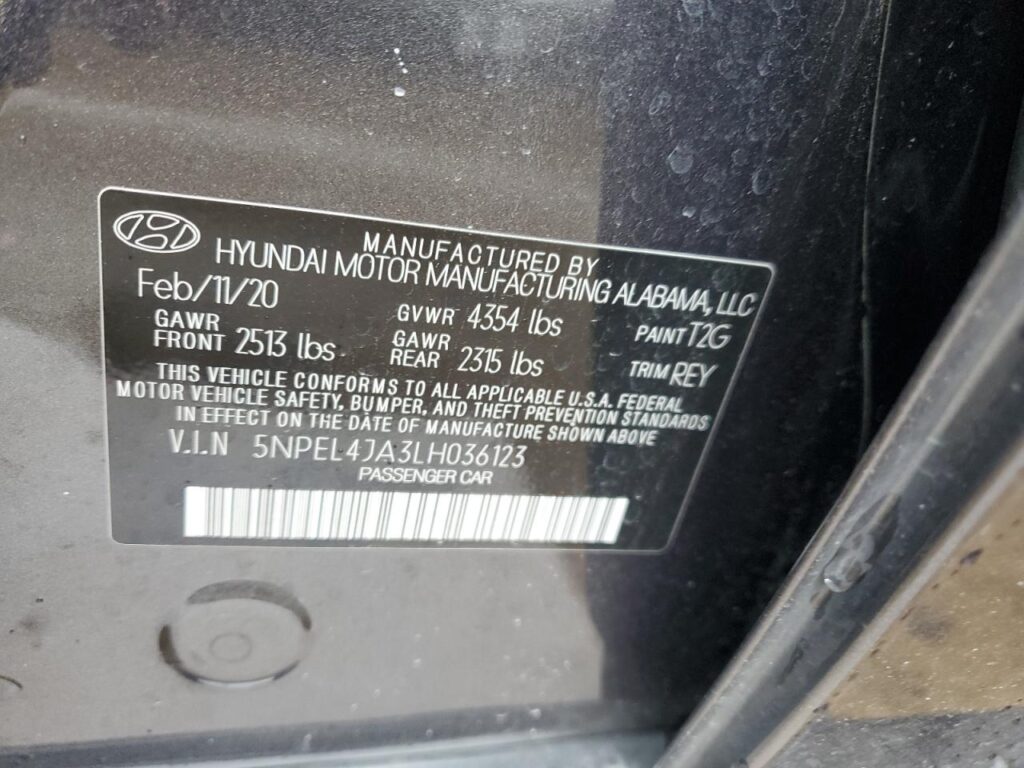 MANUFACTURED BY
HYUNDAI MOTOR MANUFACTURING ALABAMA, LLC
Feb/11/20 GVWR 4354 lbs PAINT T2G
GAWR FRONT 2513 lbs GAWR REAR 2315 lbs TRIM REY
THIS VEHICLE CONFORMS TO ALL APPLICABLE U.S.A. FEDERAL
MOTOR VEHICLE SAFETY, BUMPER, AND THEFT PREVENTION STANDARDS
IN EFFECT ON THE DATE OF MANUFACTURE SHOWN ABOVE
V.I.N 5NPEL4JA3LH036123
PASSENGER CAR